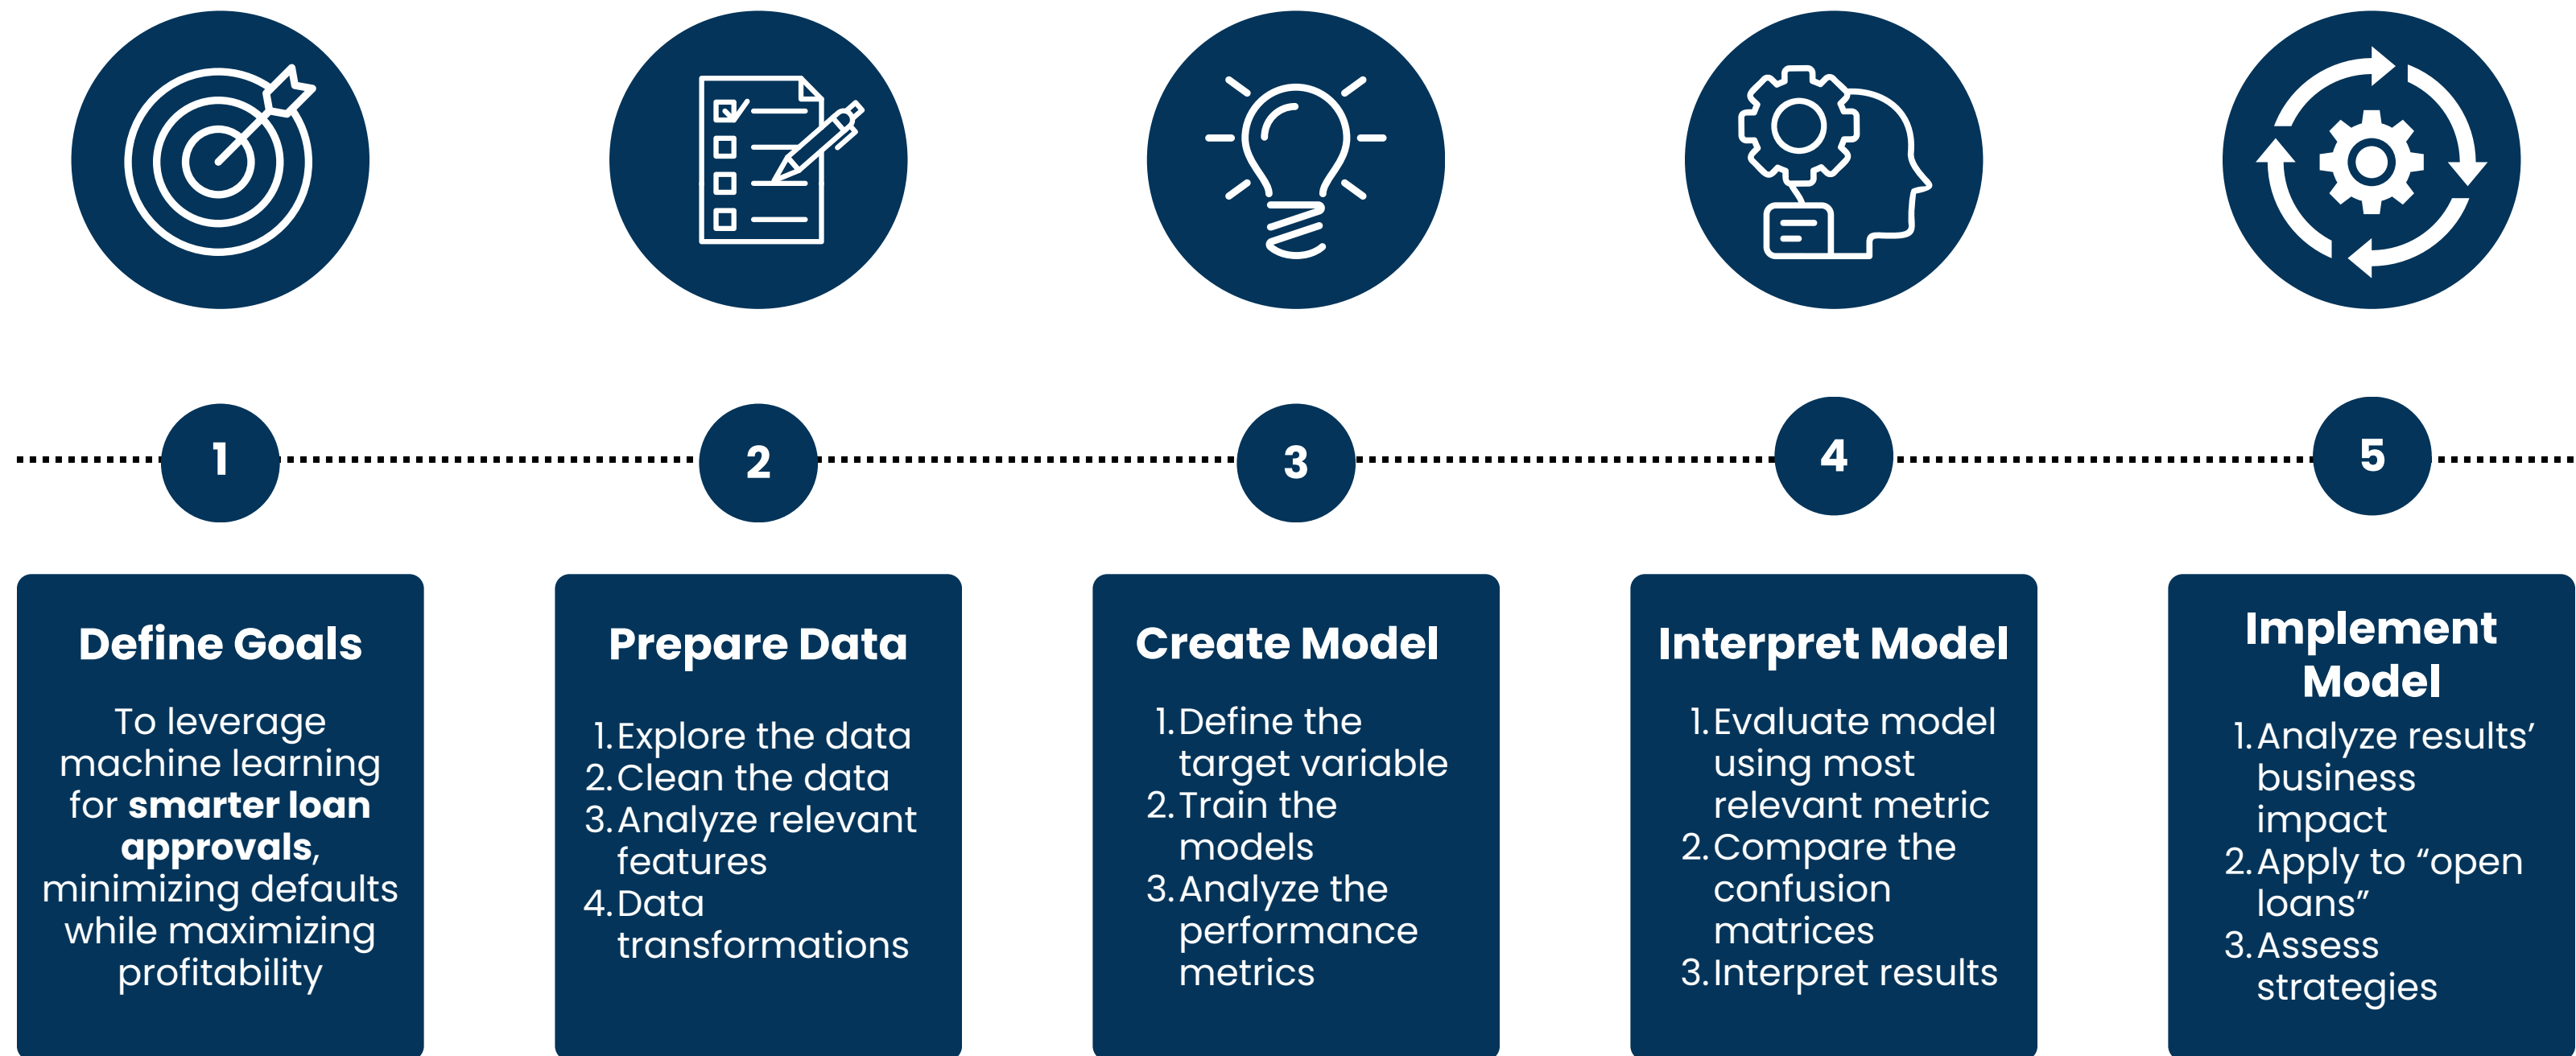 1
2
3
4
5
Define Goals
To leverage
machine learning
for smarter loan
approvals,
minimizing defaults
while maximizing
profitability
Prepare Data
1. Explore the data
2. Clean the data
3. Analyze relevant
features
4. Data
transformations
Create Model
1. Define the
target variable
2. Train the
models
3. Analyze the
performance
metrics
Interpret Model
1. Evaluate model
using most
relevant metric
2. Compare the
confusion
matrices
3. Interpret results
Implement
Model
1. Analyze results’
business
impact
2. Apply to “open
loans”
3. Assess
strategies